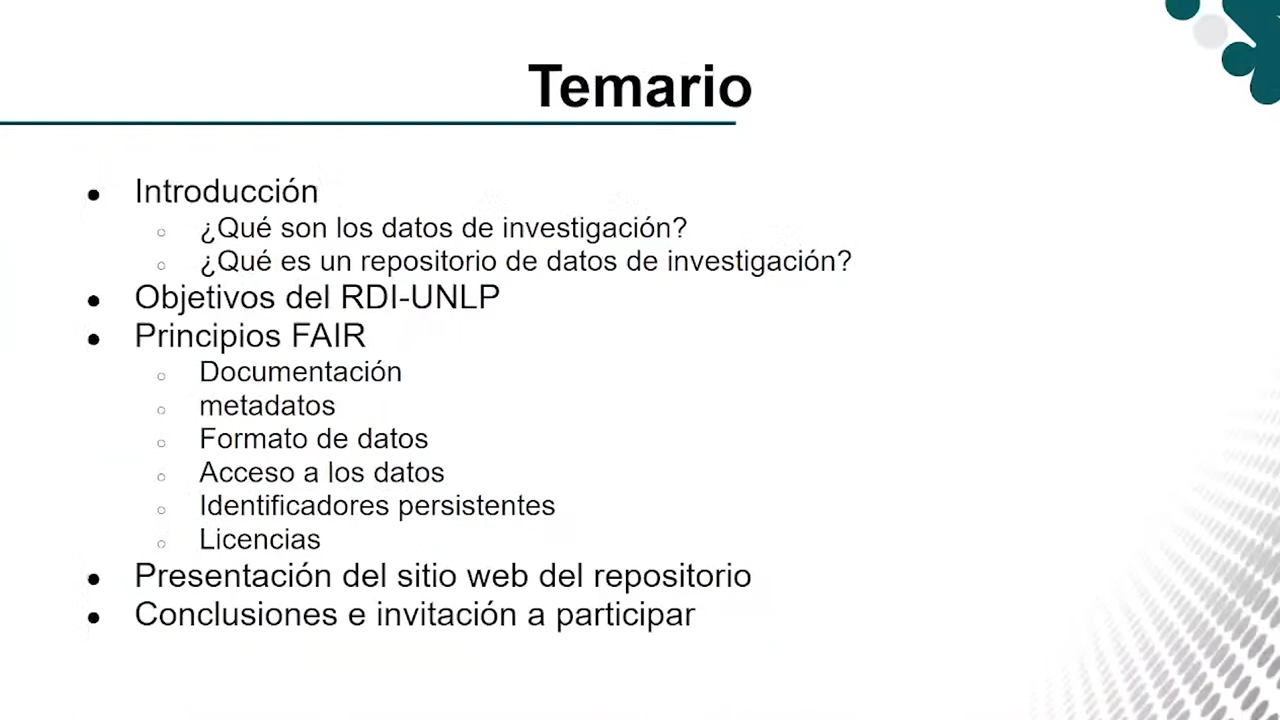 Temario
● Introducción
○ ¿Qué son los datos de investigación?
○ ¿Qué es un repositorio de datos de investigación?
● Objetivos del RDI-UNLP
● Principios FAIR
○ Documentación
○ metadatos
○ Formato de datos
○ Acceso a los datos
○ Identificadores persistentes
○ Licencias
● Presentación del sitio web del repositorio
● Conclusiones e invitación a participar